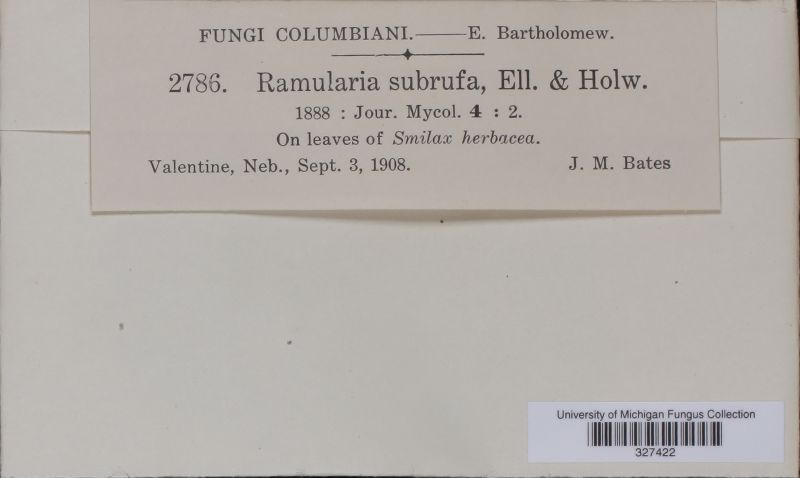 FUNGI COLUMBIANI.——E. Bartholomew.
2786. Ramularia subrufa, Ell. & Holw.
1888 : Jour. Mycol. 4 : 2.
On leaves of Smilax herbacea.
Valentine, Neb., Sept. 3, 1908. J. M. Bates
University of Michigan Fungus Collection
327422